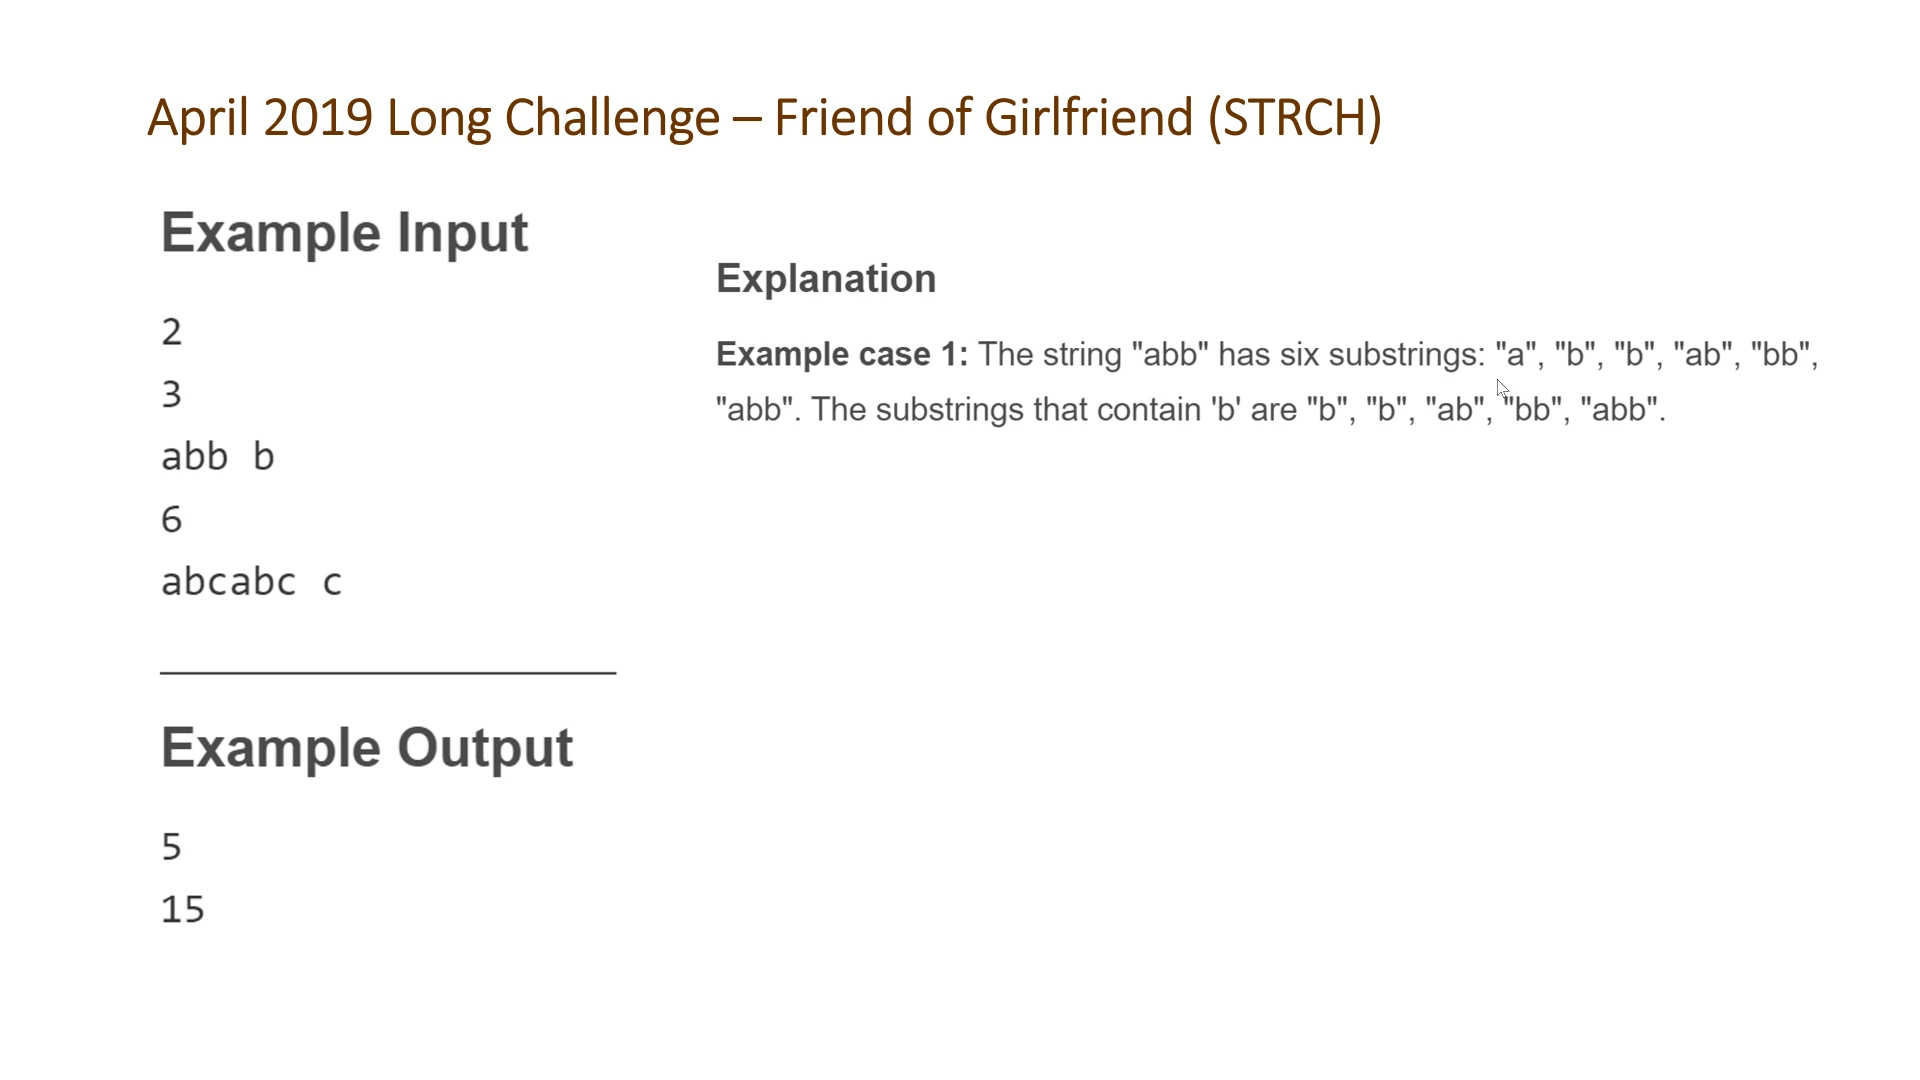 April 2019 Long Challenge – Friend of Girlfriend (STRCH)
Example Input
2
3
abb b
6
abcabc c
Example Output
5
15
Explanation
Example case 1: The string "abb" has six substrings: "a", "b", "b", "ab", "bb",
"abb". The substrings that contain 'b' are "b", "b", "ab", "bb", "abb".